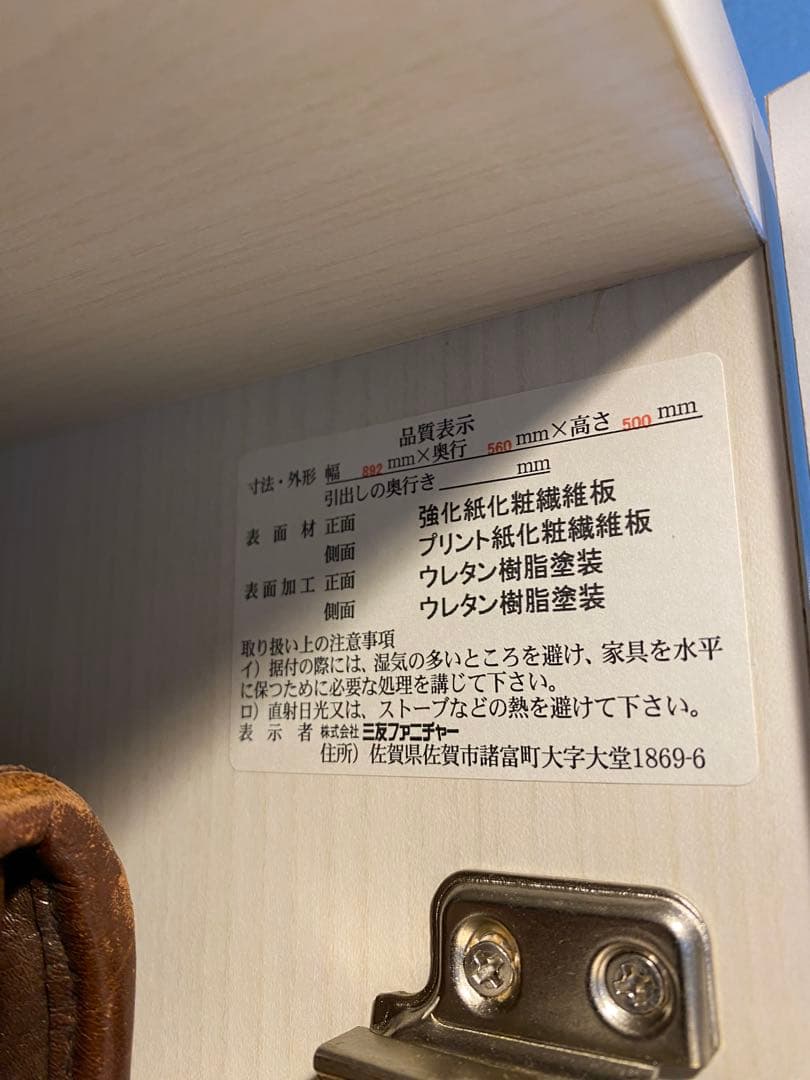 品質表示
寸法・外形 幅 892 mm×奥行 560 mm×高さ 500 mm
引出しの奥行き mm
表面材 正面 強化紙化粧繊維板
側面 プリント紙化粧繊維板
表面加工 正面 ウレタン樹脂塗装
側面 ウレタン樹脂塗装
取り扱い上の注意事項
イ）据付の際には、湿気の多いところを避け、家具を水平
に保つために必要な処理を講じて下さい。
ロ）直射日光又は、ストーブなどの熱を避けて下さい。
表示者 株式会社 三友ファニチャー
住所）佐賀県佐賀市諸富町大字大堂1869-6